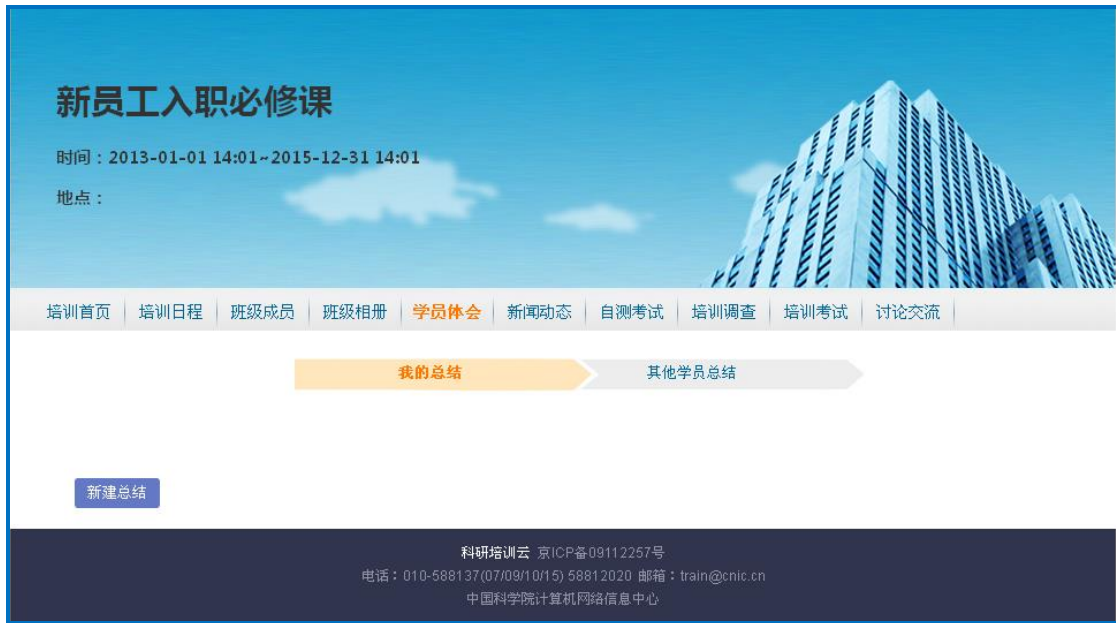 新员工入职必修课
时间：2013-01-01 14:01~2015-12-31 14:01
地点：
培训首页 培训日程 班级成员 班级相册 学员体会 新闻动态 自测考试 培训调查 培训考试 讨论交流
我的总结 其他学员总结
新建总结
科研培训云 京ICP备09112257号
电话：010-588137(07/09/10/15) 58812020 邮箱：train@cnic.cn
中国科学院计算机网络信息中心